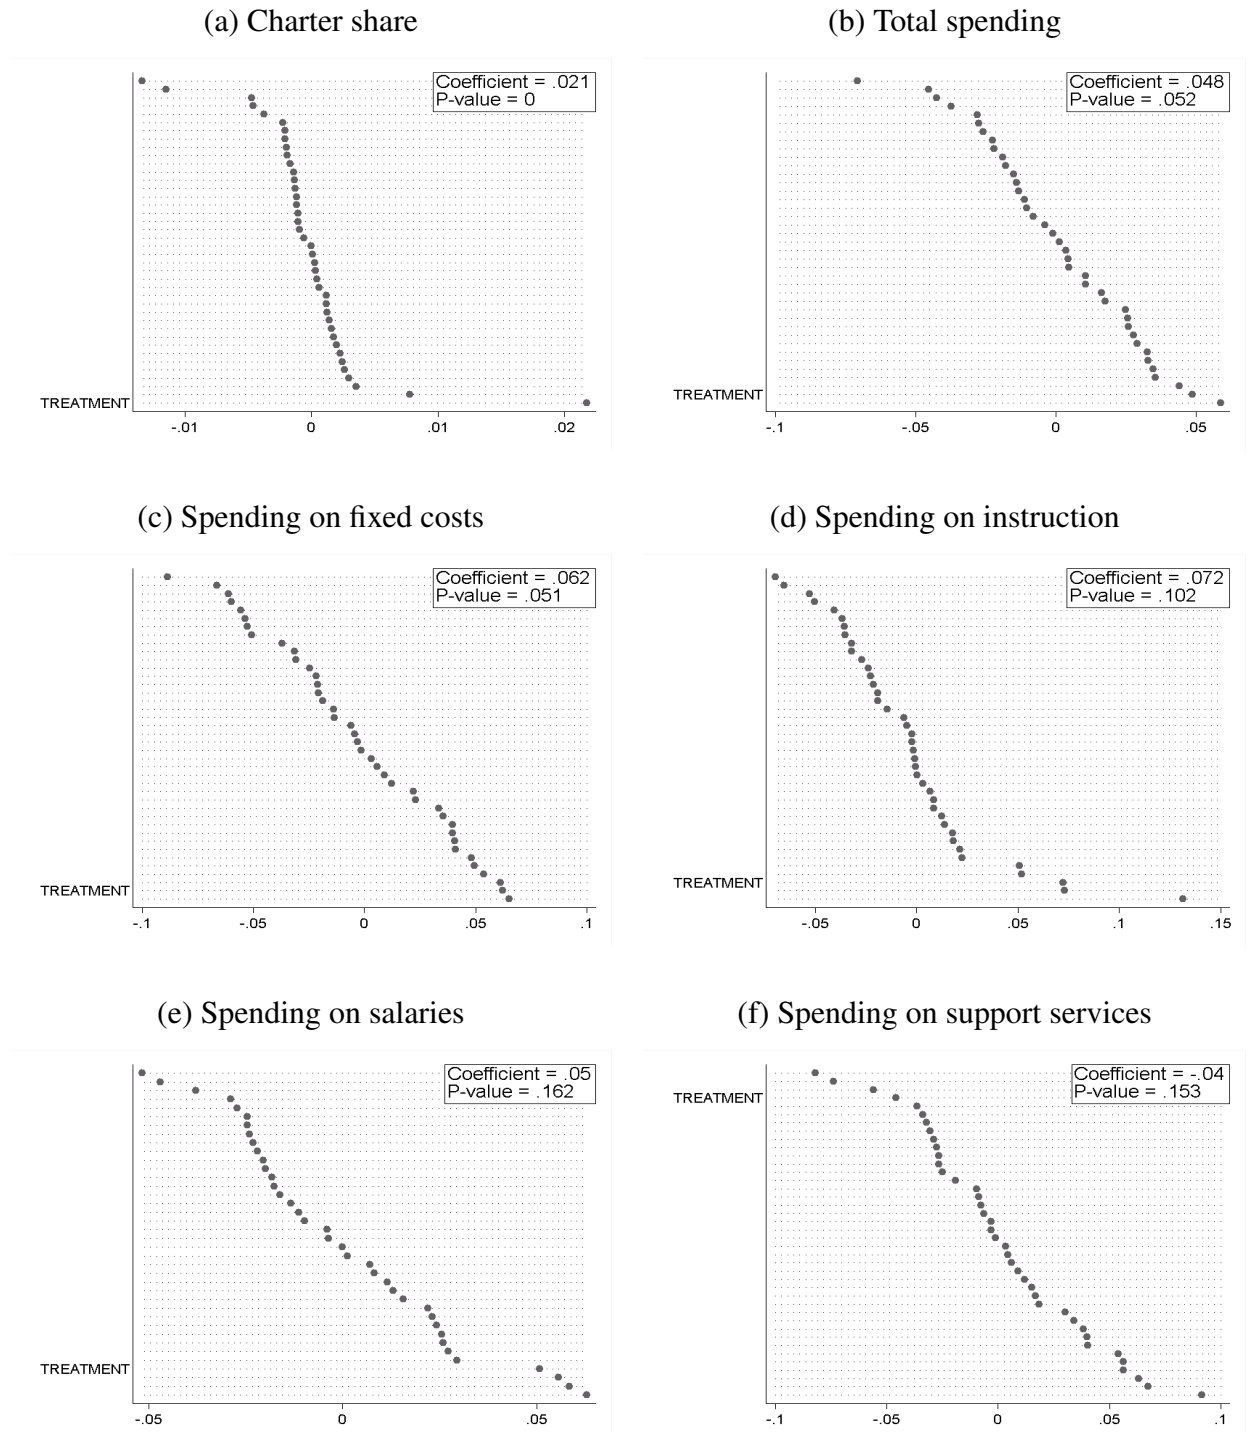 (a) Charter share
(b) Total spending
Coefficient = .021
P-value = 0
TREATMENT
-.01 0 .01 .02
Coefficient = .048
P-value = .052
TREATMENT
-.1 -.05 0 .05
(c) Spending on fixed costs
(d) Spending on instruction
Coefficient = .062
P-value = .051
TREATMENT
-.1 -.05 0 .05 .1
Coefficient = .072
P-value = .102
TREATMENT
-.05 0 .05 .1 .15
(e) Spending on salaries
(f) Spending on support services
Coefficient = .05
P-value = .162
TREATMENT
-.05 0 .05
Coefficient = -.04
P-value = .153
TREATMENT
-.1 -.05 0 .05 .1